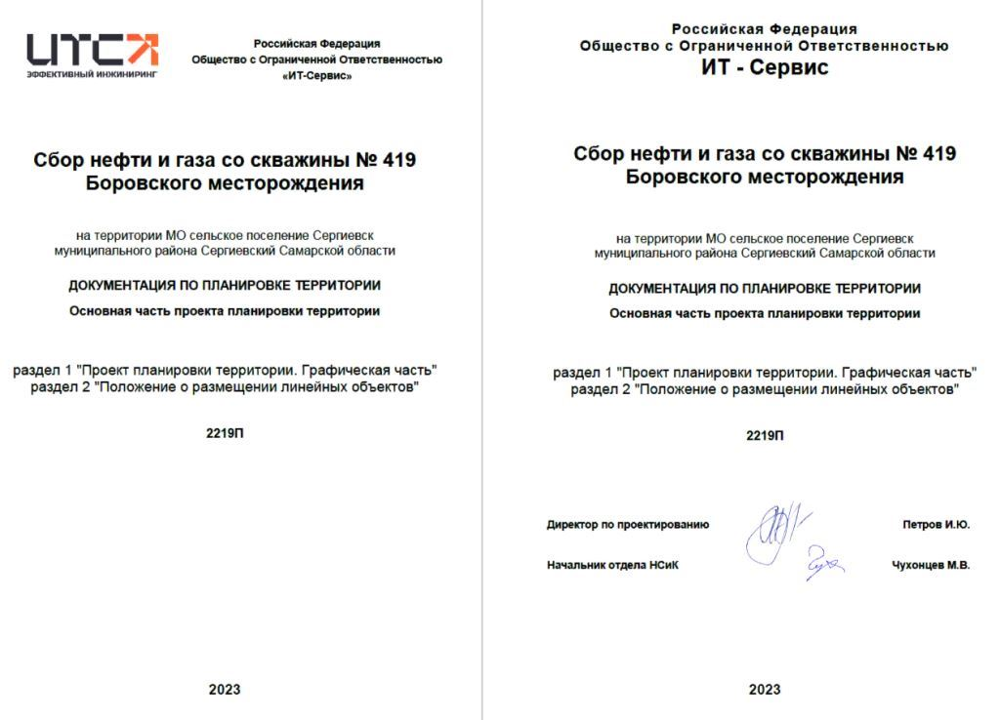 ИТС
ЭФФЕКТИВНЫЙ ИНЖИНИРИНГ
Российская Федерация
Общество с Ограниченной Ответственностью
«ИТ-Сервис»
Сбор нефти и газа со скважины № 419
Боровского месторождения
на территории МО сельское поселение Сергиевск
муниципального района Сергиевский Самарской области
ДОКУМЕНТАЦИЯ ПО ПЛАНИРОВКЕ ТЕРРИТОРИИ
Основная часть проекта планировки территории
раздел 1 "Проект планировки территории. Графическая часть"
раздел 2 "Положение о размещении линейных объектов"
2219П
2023
Российская Федерация
Общество с Ограниченной Ответственностью
ИТ - Сервис
Сбор нефти и газа со скважины № 419
Боровского месторождения
на территории МО сельское поселение Сергиевск
муниципального района Сергиевский Самарской области
ДОКУМЕНТАЦИЯ ПО ПЛАНИРОВКЕ ТЕРРИТОРИИ
Основная часть проекта планировки территории
раздел 1 "Проект планировки территории. Графическая часть"
раздел 2 "Положение о размещении линейных объектов"
2219П
Директор по проектированию Петров И.Ю.
Начальник отдела НСиК Чухонцев М.В.
2023